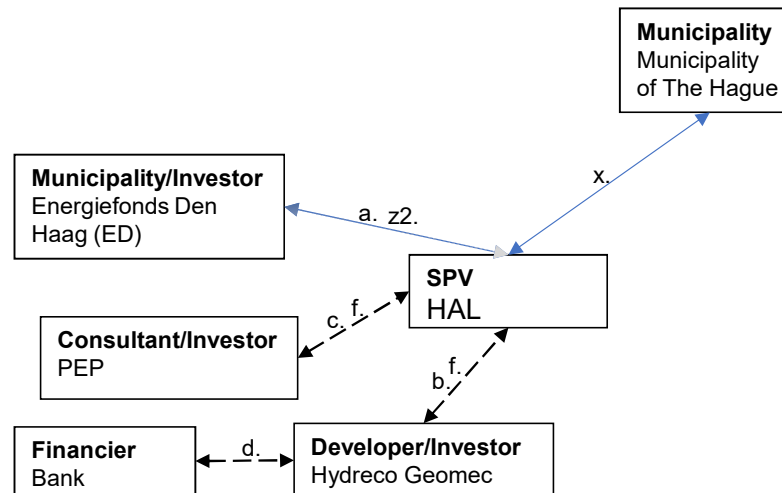 Municipality
Municipality
of The Hague
x.
Municipality/Investor
Energiefonds Den
Haag (ED)
a. z2.
SPV
HAL
c. f.
Consultant/Investor
PEP
f.
b.
Financier
Bank
d.
Developer/Investor
Hydreco Geomec